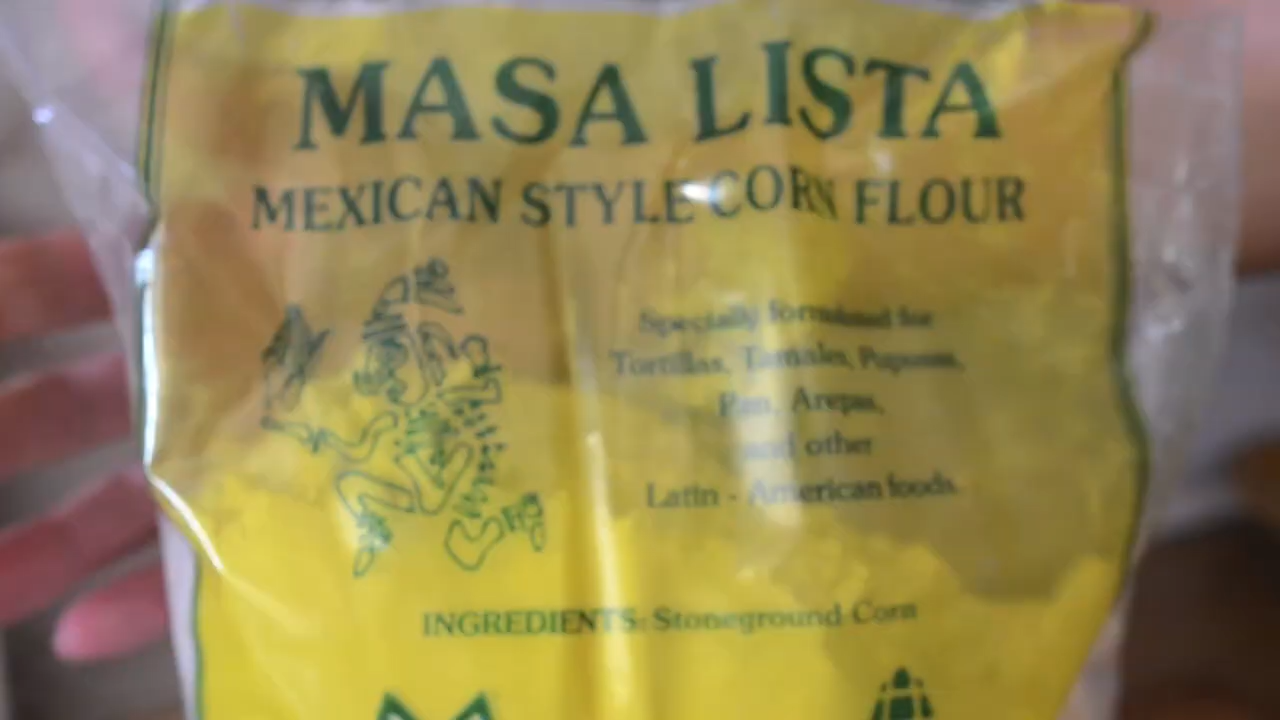 MASA LISTA
MEXICAN STYLE CORN FLOUR
Specially formulated for
Tortillas, Tamales, Pupusas,
Pan, Arepas,
and other
Latin - American foods.
INGREDIENTS: Stoneground Corn